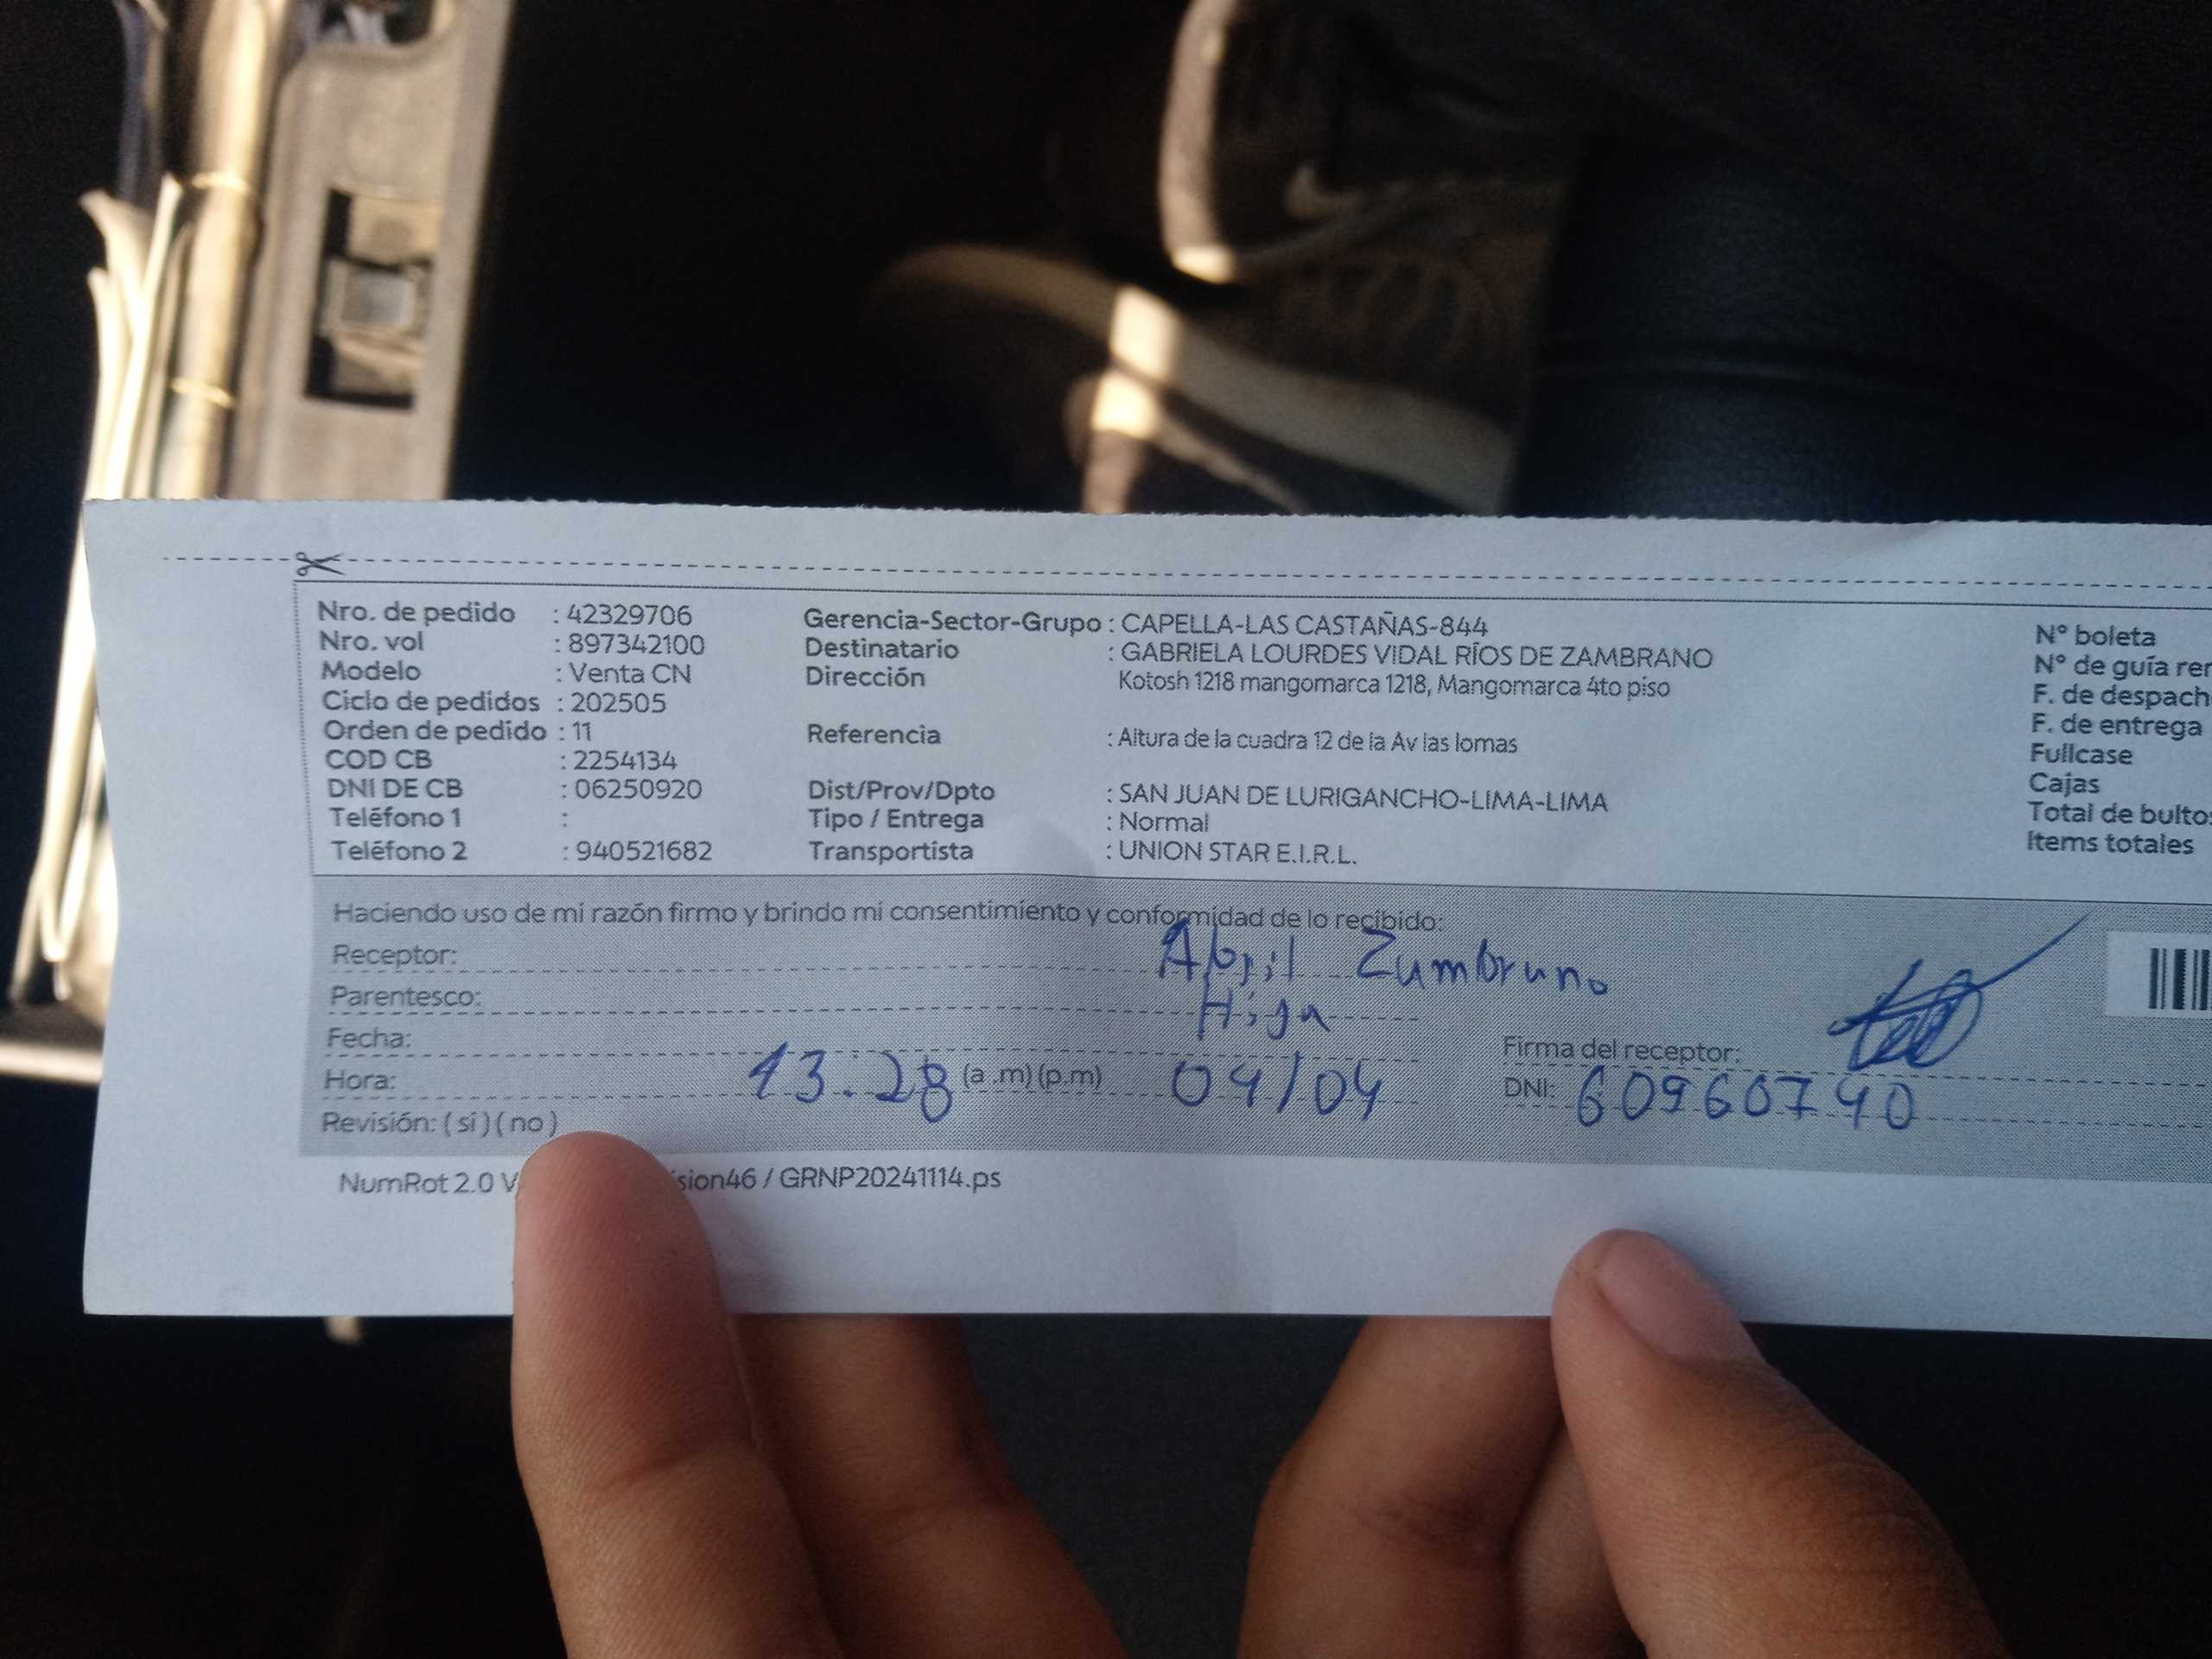 Nro. de pedido : 42329706
Nro. vol : 897342100
Modelo : Venta CN
Ciclo de pedidos : 202505
Orden de pedido : 11
COD CB : 2254134
DNI DE CB : 06250920
Teléfono 1 :
Teléfono 2 : 940521682
Gerencia-Sector-Grupo : CAPELLA-LAS CASTAÑAS-844
Destinatario : GABRIELA LOURDES VIDAL RÍOS DE ZAMBRANO
Dirección Kotosh 1218 mangomarca 1218, Mangomarca 4to piso
Referencia : Altura de la cuadra 12 de la Av las lomas
Dist/Prov/Dpto : SAN JUAN DE LURIGANCHO-LIMA-LIMA
Tipo / Entrega : Normal
Transportista : UNION STAR E.I.R.L.
N° boleta
N° de guía rem
F. de despach
F. de entrega
Fullcase
Cajas
Total de bultos
Items totales
Haciendo uso de mi razón firmo y brindo mi consentimiento y conformidad de lo recibido:
Receptor: Abril Zambrano
Parentesco: Hija
Fecha:
Hora: 13:28 (a .m) (p.m) 04/04
Revisión: ( si ) ( no )
Firma del receptor:
DNI: 60960740
NumRot 2.0 V sion46 / GRNP20241114.ps